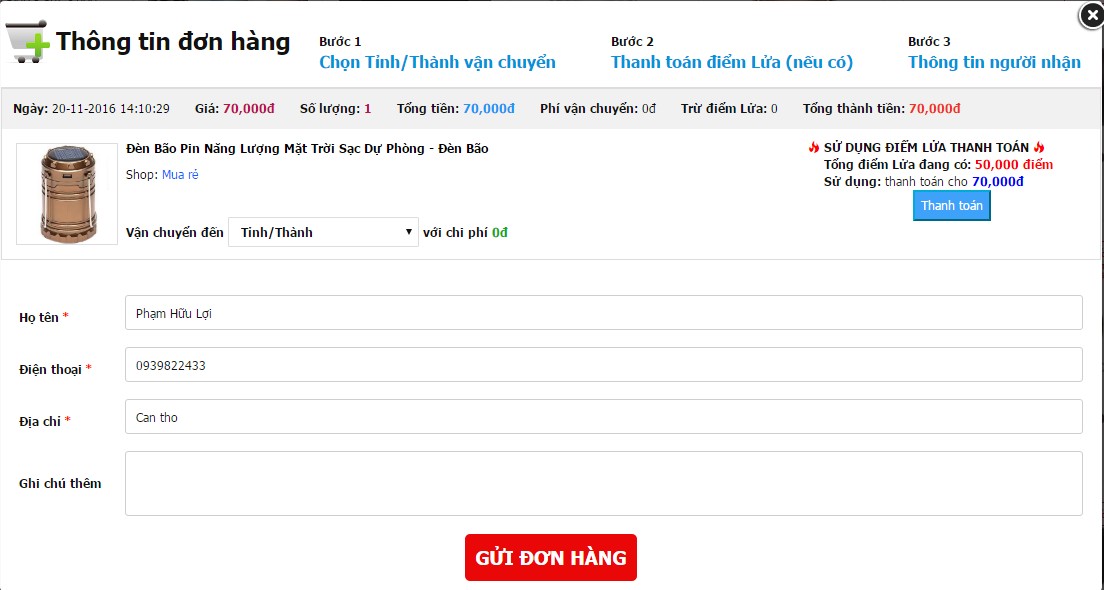 Thông tin đơn hàng
Bước 1
Chọn Tỉnh/Thành vận chuyển
Bước 2
Thanh toán điểm Lửa (nếu có)
Bước 3
Thông tin người nhận
Ngày: 20-11-2016 14:10:29 Giá: 70,000đ Số lượng: 1 Tổng tiền: 70,000đ Phí vận chuyển: 0đ Trừ điểm Lửa: 0 Tổng thành tiền: 70,000đ
Đèn Bão Pin Năng Lượng Mặt Trời Sạc Dự Phòng - Đèn Bão
Shop: Mua ré
Vận chuyển đến Tỉnh/Thành với chi phí 0đ
SỬ DỤNG ĐIỂM LỬA THANH TOÁN
Tổng điểm Lửa đang có: 50,000 điểm
Sử dụng: thanh toán cho 70,000đ
Thanh toán
Họ tên * Phạm Hữu Lợi
Điện thoại * 0939822433
Địa chỉ * Can tho
Ghi chú thêm
GỬI ĐƠN HÀNG